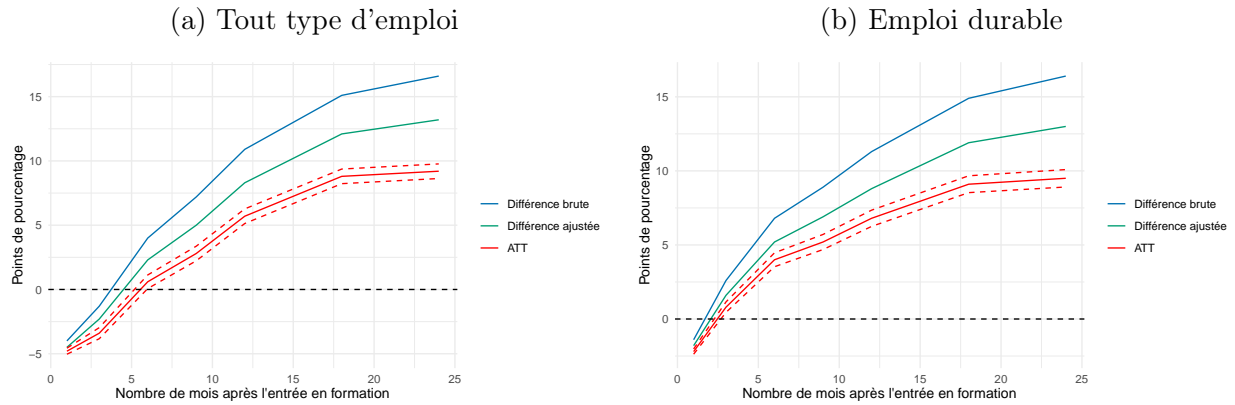 (a) Tout type d'emploi
Points de pourcentage
15
10
5
0
−5
0 5 10 15 20 25
Nombre de mois après l'entrée en formation
Différence brute
Différence ajustée
ATT
(b) Emploi durable
Points de pourcentage
15
10
5
0
0 5 10 15 20 25
Nombre de mois après l'entrée en formation
Différence brute
Différence ajustée
ATT